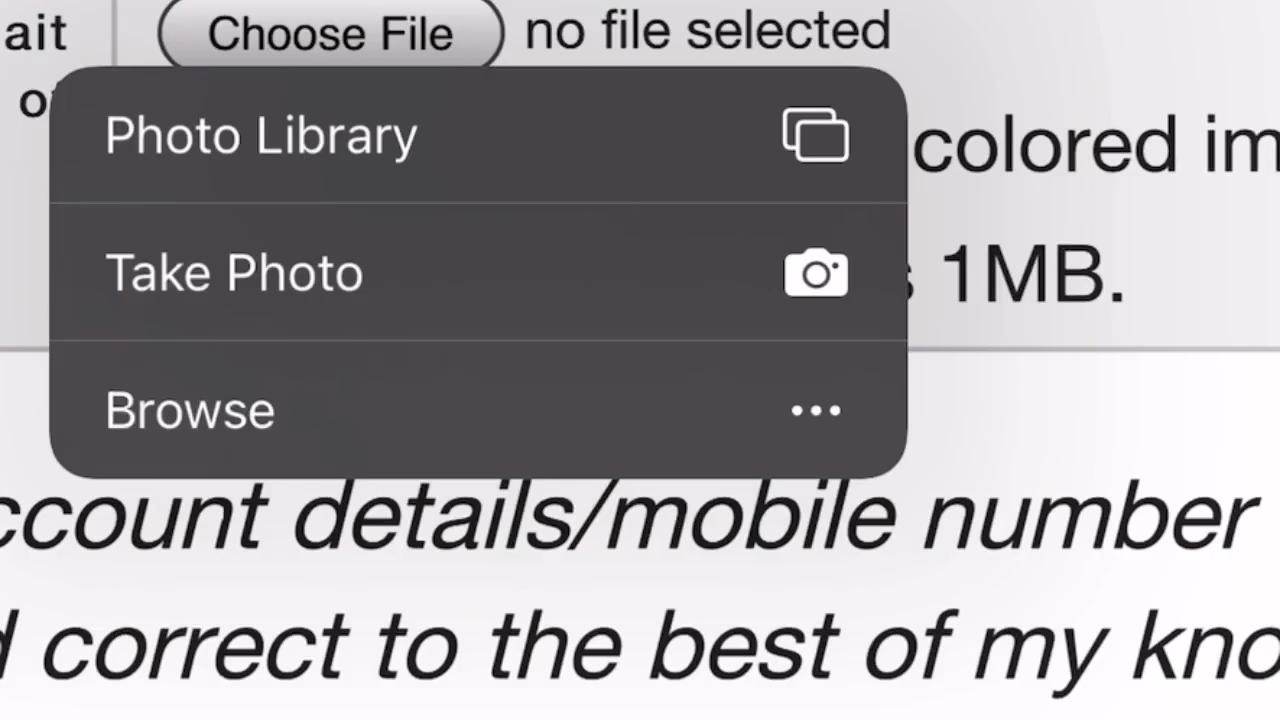 ait Choose File no file selected
Photo Library
colored im
Take Photo
1MB.
Browse
ccount details/mobile number
d correct to the best of my kno